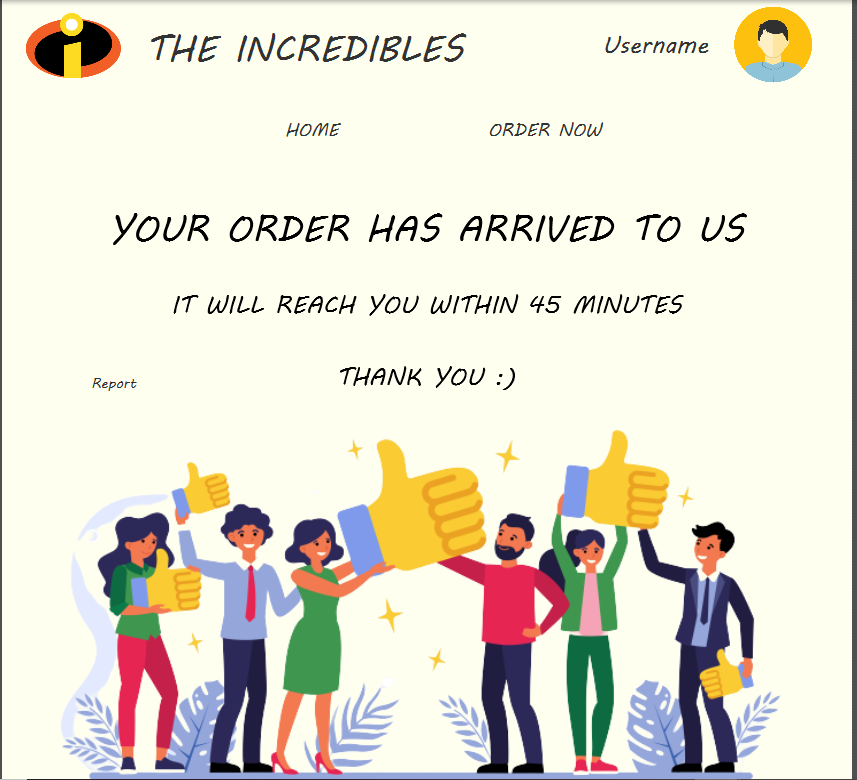 THE INCREDIBLES
Username
HOME
ORDER NOW
YOUR ORDER HAS ARRIVED TO US
IT WILL REACH YOU WITHIN 45 MINUTES
THANK YOU :)
Report